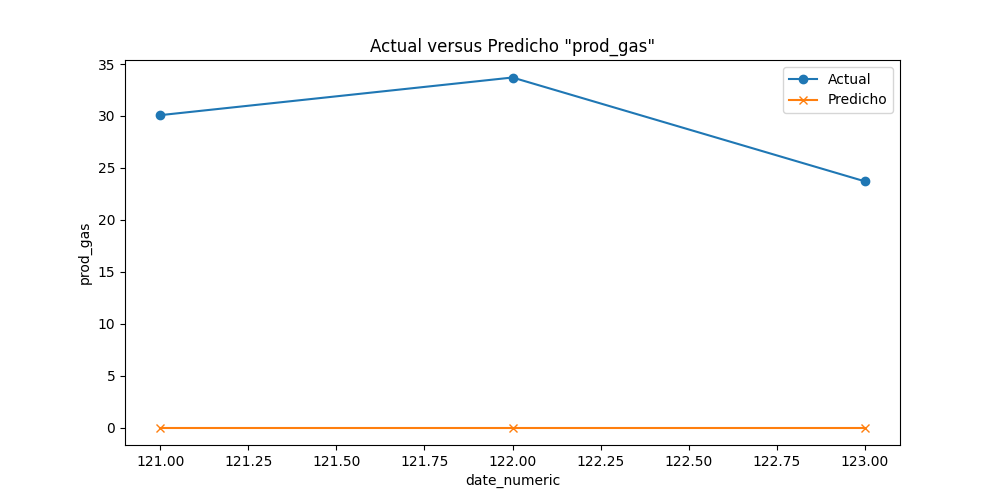 Actual versus Predicho "prod_gas"
Actual
Predicho
prod_gas
35
30
25
20
15
10
5
0
121.00 121.25 121.50 121.75 122.00 122.25 122.50 122.75 123.00
date_numeric